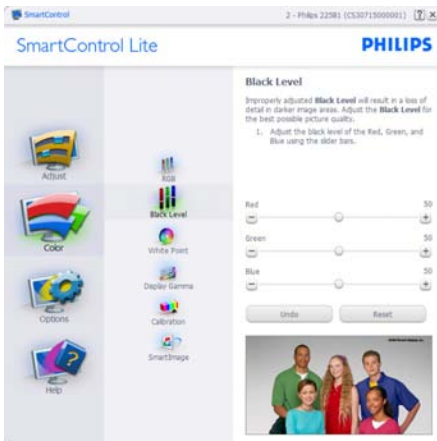 SmartControl
2 - Philips 225B1 (CS30715000001)
SmartControl Lite
PHILIPS
Adjust
Color
Options
Help
RGB
Black Level
White Point
Display Gamma
Calibration
SmartImage
Black Level
Improperly adjusted Black Level will result in a loss of
detail in darker image areas. Adjust the Black Level for
the best possible picture quality.
1. Adjust the black level of the Red, Green, and
Blue using the slider bars.
Red 50
Green 50
Blue 50
Undo
Reset